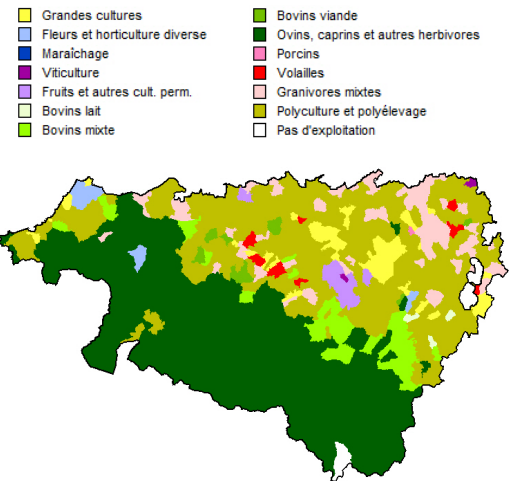 Grandes cultures
Fleurs et horticulture diverse
Maraîchage
Viticulture
Fruits et autres cult. perm.
Bovins lait
Bovins mixte
Bovins viande
Ovins, caprins et autres herbivores
Porcins
Volailles
Granivores mixtes
Polyculture et polyélevage
Pas d'exploitation